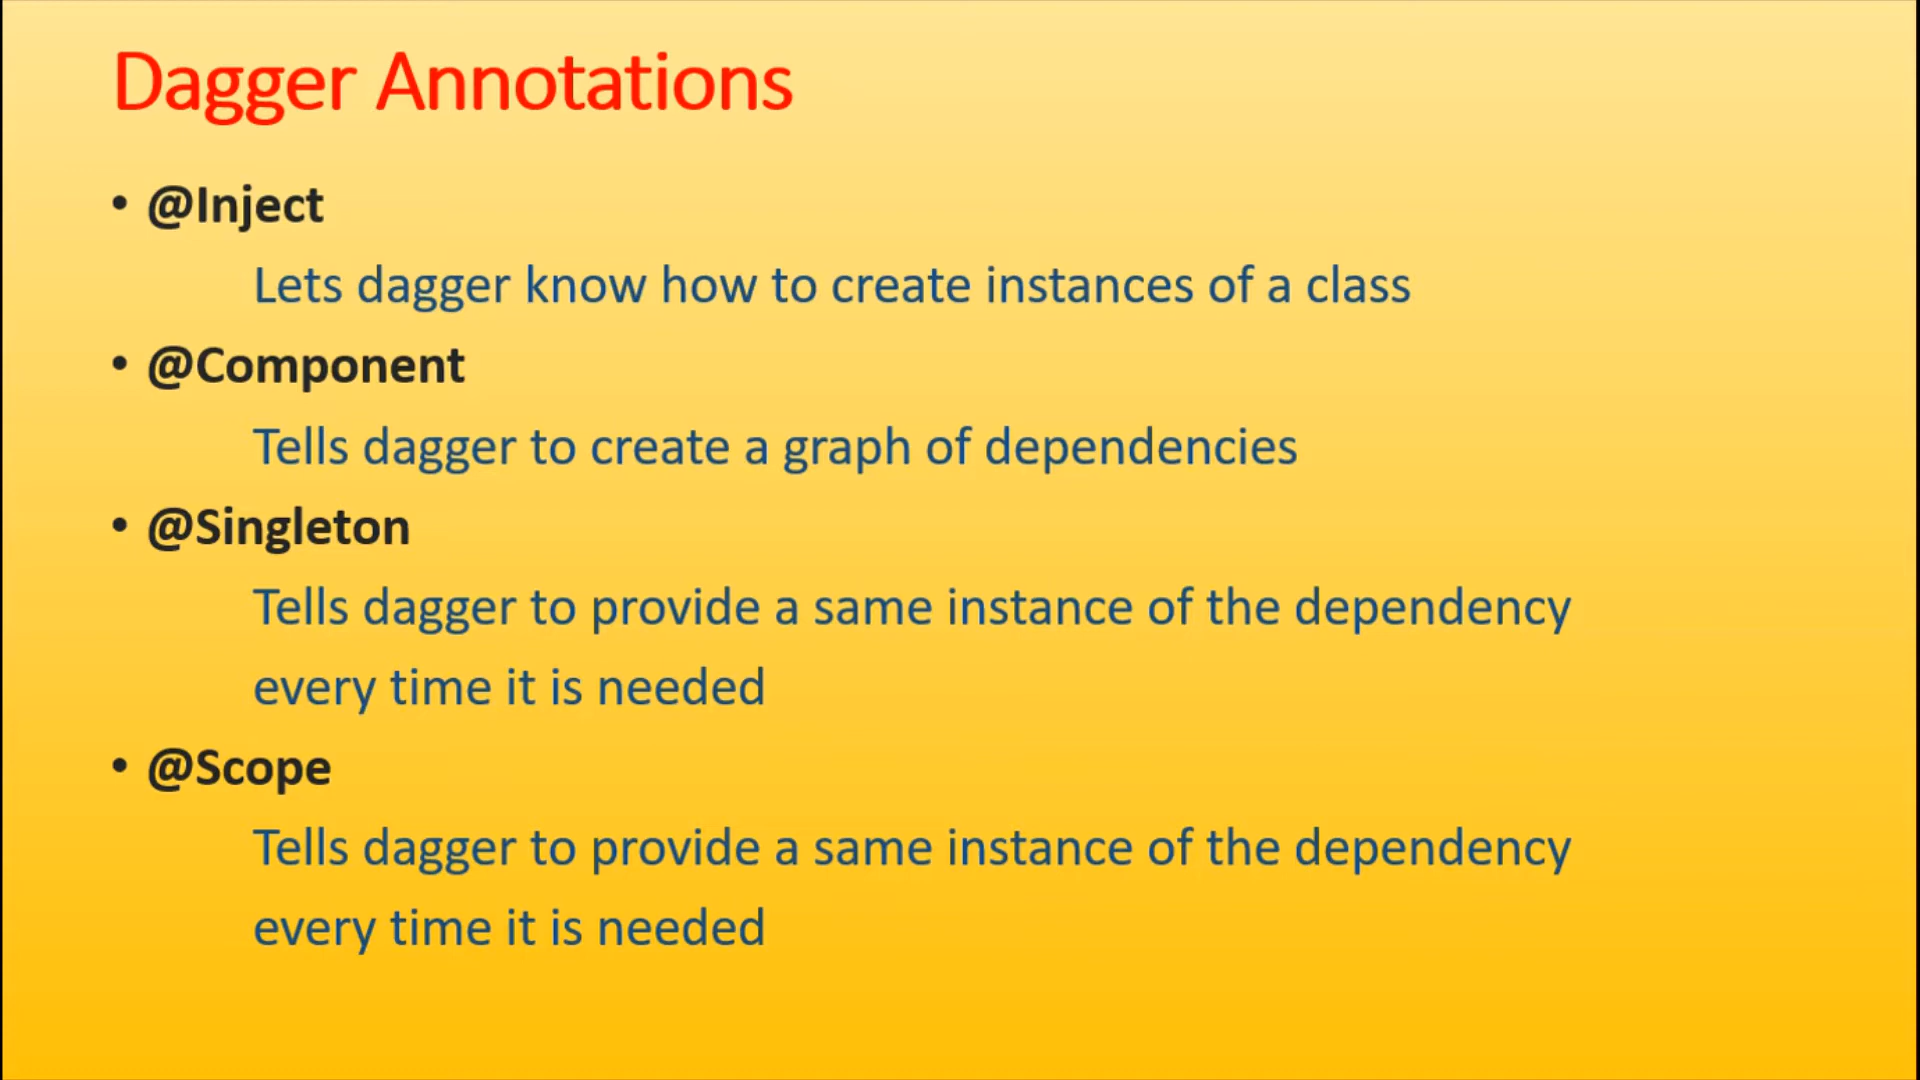 Dagger Annotations
• @Inject
Lets dagger know how to create instances of a class
• @Component
Tells dagger to create a graph of dependencies
• @Singleton
Tells dagger to provide a same instance of the dependency
every time it is needed
• @Scope
Tells dagger to provide a same instance of the dependency
every time it is needed